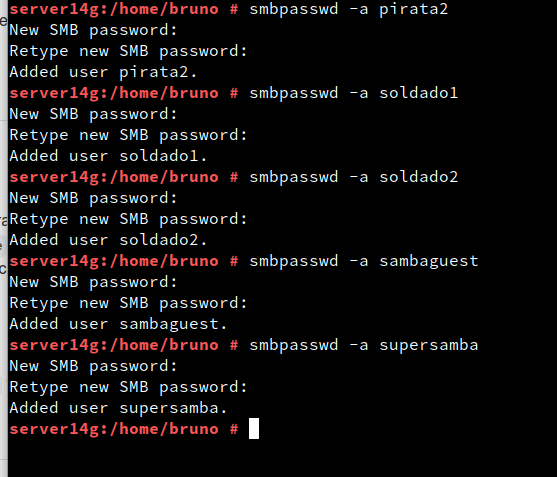 server14g:/home/bruno # smbpasswd -a pirata2
New SMB password:
Retype new SMB password:
Added user pirata2.
server14g:/home/bruno # smbpasswd -a soldado1
New SMB password:
Retype new SMB password:
Added user soldado1.
server14g:/home/bruno # smbpasswd -a soldado2
New SMB password:
Retype new SMB password:
Added user soldado2.
server14g:/home/bruno # smbpasswd -a sambaguest
New SMB password:
Retype new SMB password:
Added user sambaguest.
server14g:/home/bruno # smbpasswd -a supersamba
New SMB password:
Retype new SMB password:
Added user supersamba.
server14g:/home/bruno #